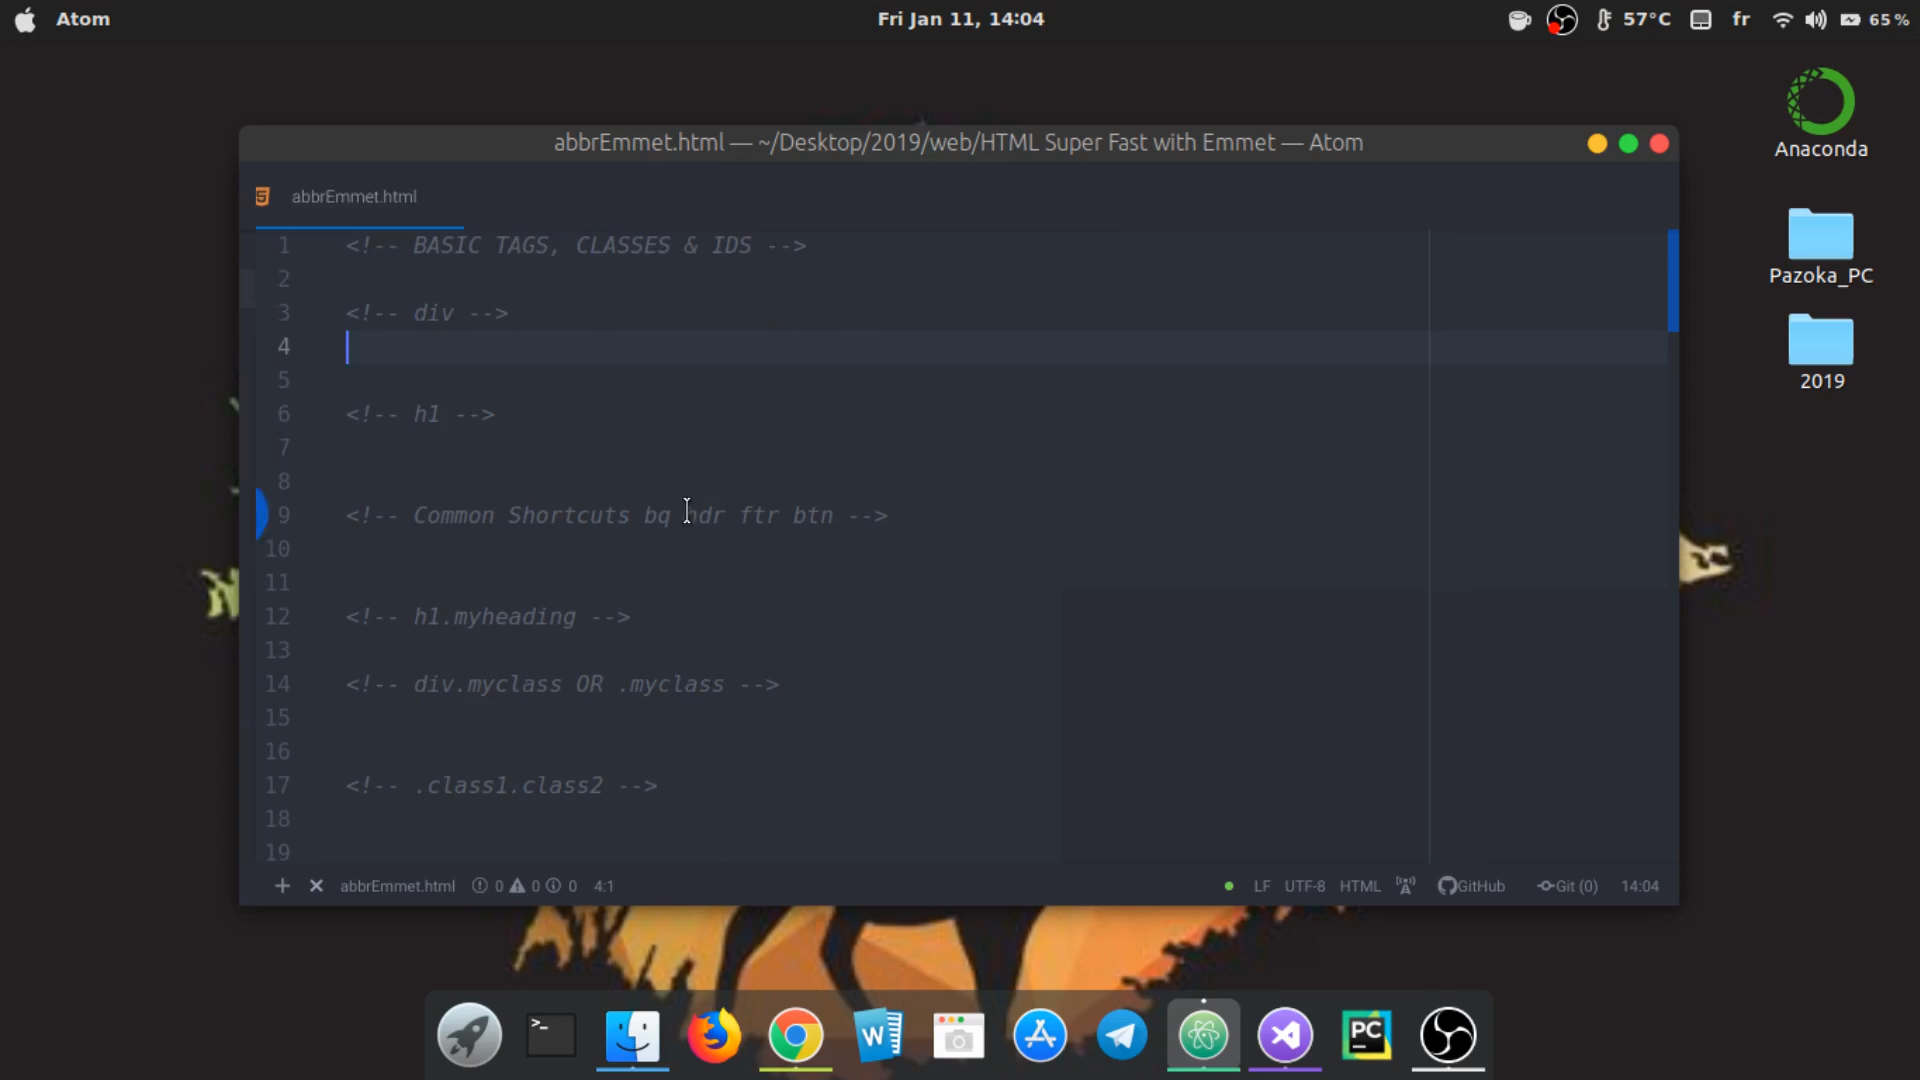 Atom
Fri Jan 11, 14:04
57°C
fr
65 %
Anaconda
Pazoka_PC
2019
abbrEmmet.html — ~/Desktop/2019/web/HTML Super Fast with Emmet — Atom
abbrEmmet.html
1 <!-- BASIC TAGS, CLASSES & IDS -->
2
3 <!-- div -->
4
5
6 <!-- h1 -->
7
8
9 <!-- Common Shortcuts bq hdr ftr btn -->
10
11
12 <!-- h1.myheading -->
13
14 <!-- div.myclass OR .myclass -->
15
16
17 <!-- .class1.class2 -->
18
19
abbrEmmet.html 0 0 0 4:1
LF UTF-8 HTML GitHub Git (0) 14:04
>_
W
PC